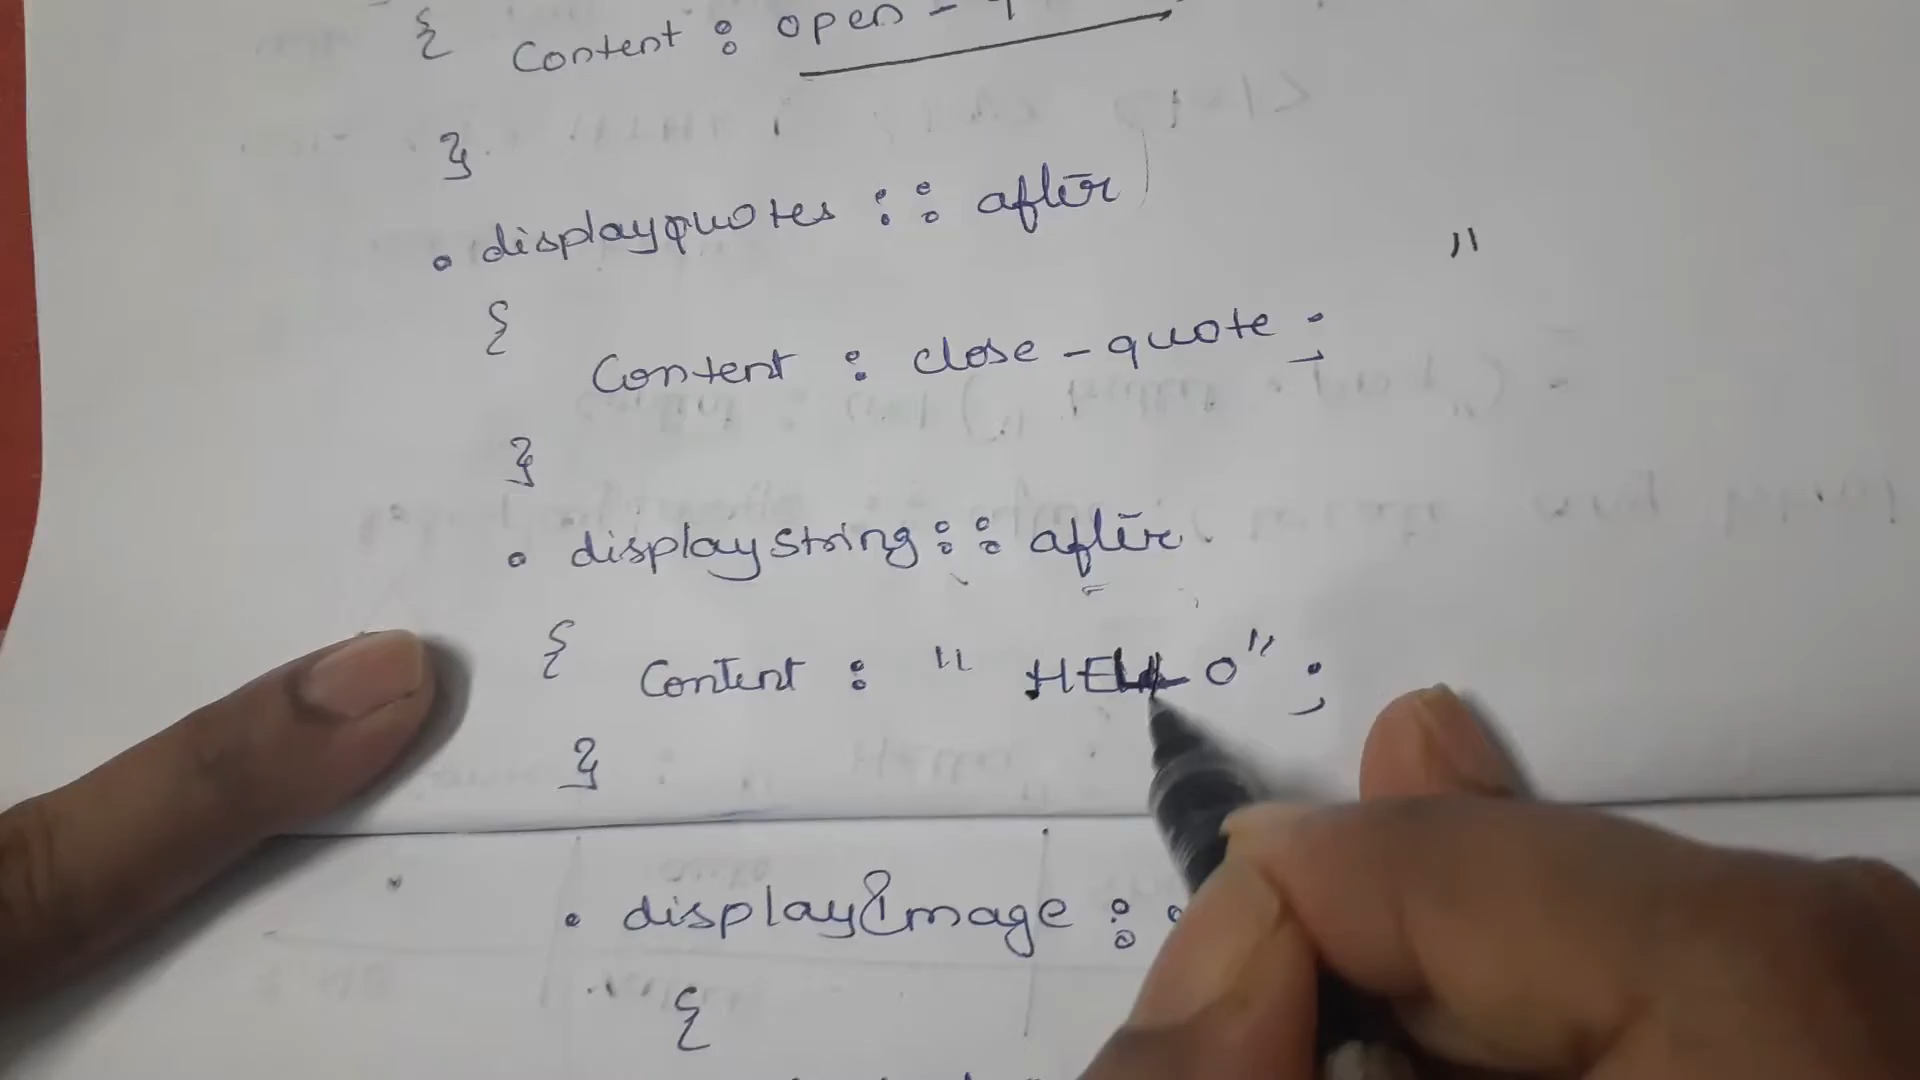 { Content : open -
}
. displayquotes :: after
"
{
Content : close - quote ;
}
. displaystring :: after
{ Content : " HELLO" ;
}
. displayImage :
{